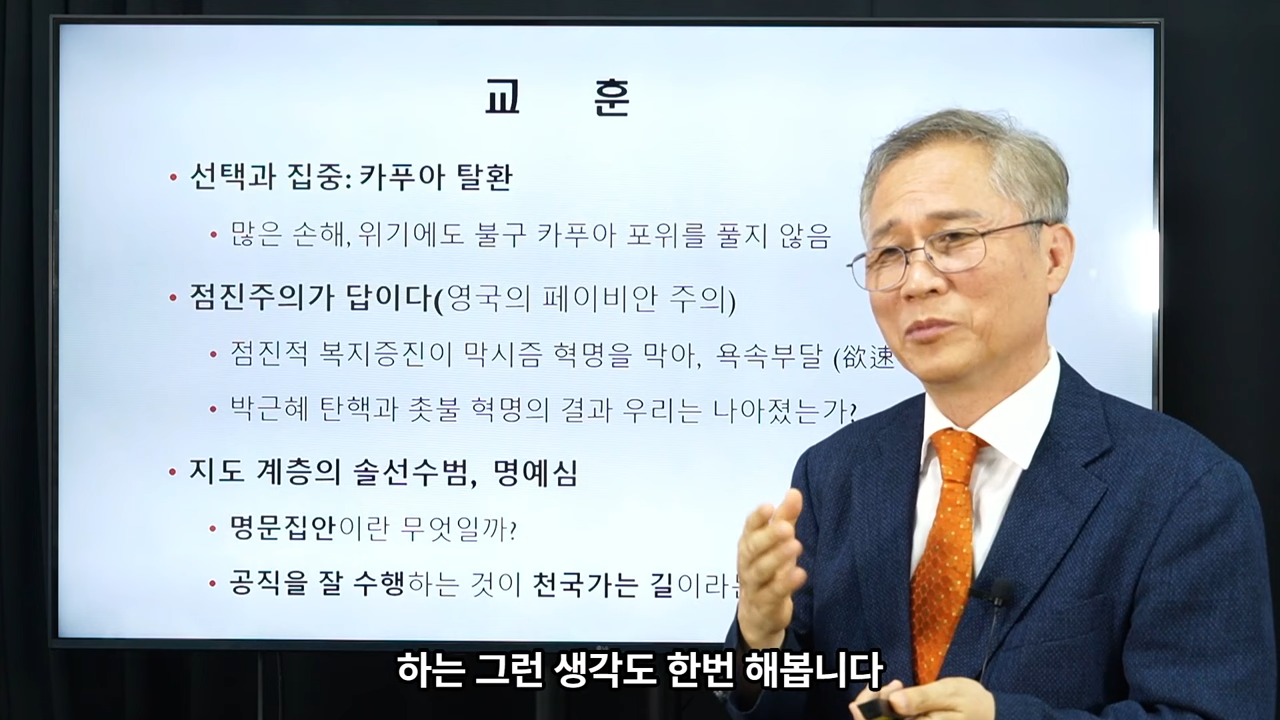 교 훈
• 선택과 집중: 카푸아 탈환
• 많은 손해, 위기에도 불구 카푸아 포위를 풀지 않음
• 점진주의가 답이다(영국의 페이비안 주의)
• 점진적 복지증진이 막시즘 혁명을 막아, 욕속부달 (欲速
• 박근혜 탄핵과 촛불 혁명의 결과 우리는 나아졌는가?
• 지도 계층의 솔선수범, 명예심
• 명문집안이란 무엇일까?
• 공직을 잘 수행하는 것이 천국가는 길이라
하는 그런 생각도 한번 해봅니다